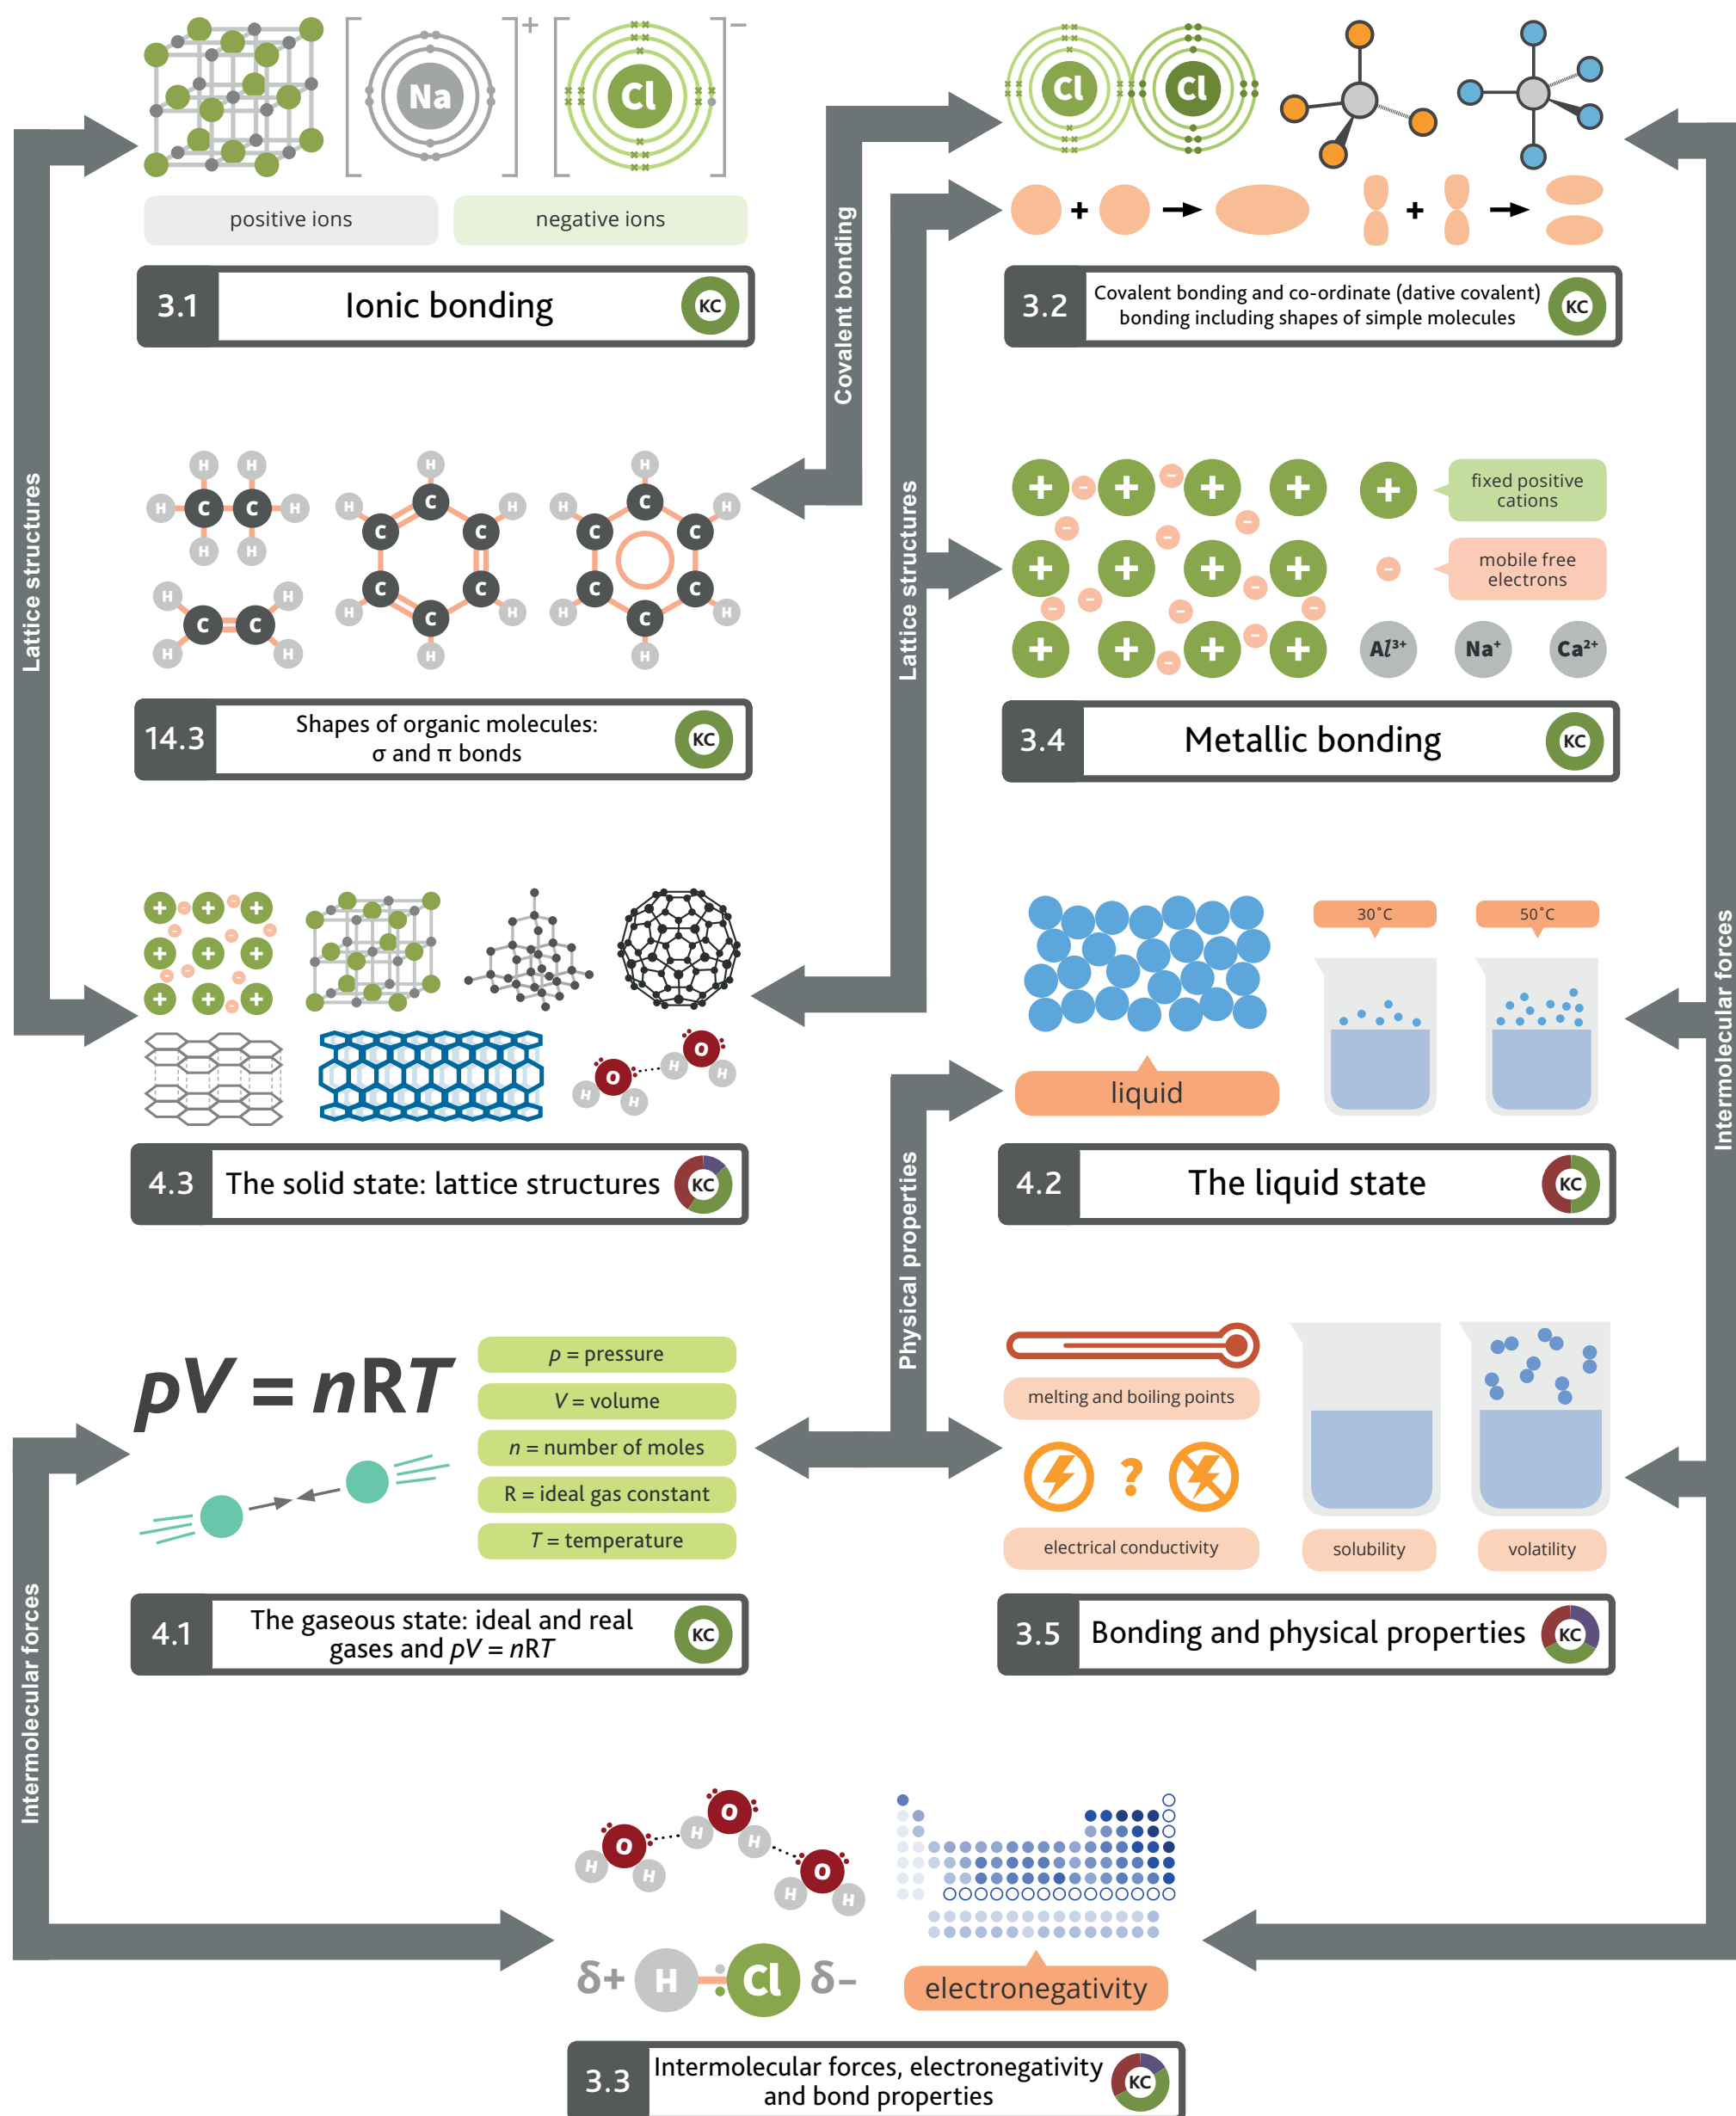 Na
+
Cl
−
positive ions
negative ions
3.1
Ionic bonding
KC
Cl
Cl
+
+
3.2
Covalent bonding and co-ordinate (dative covalent)
bonding including shapes of simple molecules
KC
Covalent bonding
Lattice structures
Lattice structures
Intermolecular forces
H H
H C C H
H H
H H
C C
H H
H
C
H C C H
H C C H
C
H
H
C
H C C H
H C C H
C
H
14.3
Shapes of organic molecules:
σ and π bonds
KC
+ − + − + + +
fixed positive
cations
− − −
+ + + + −
mobile free
electrons
− − − − −
+ + + + − −
Al³⁺ Na⁺ Ca²⁺
3.4
Metallic bonding
KC
+ − + − +
− − −
+ + +
− − −
+ + − +
O H O H
H H
4.3
The solid state: lattice structures
KC
liquid
30˚C
50˚C
4.2
The liquid state
KC
Physical properties
pV = nRT
p = pressure
V = volume
n = number of moles
R = ideal gas constant
T = temperature
4.1
The gaseous state: ideal and real
gases and pV = nRT
KC
melting and boiling points
?
electrical conductivity
solubility
volatility
3.5
Bonding and physical properties
KC
Intermolecular forces
O
O H H
H H O
H H
δ+ H Cl δ−
electronegativity
3.3
Intermolecular forces, electronegativity
and bond properties
KC